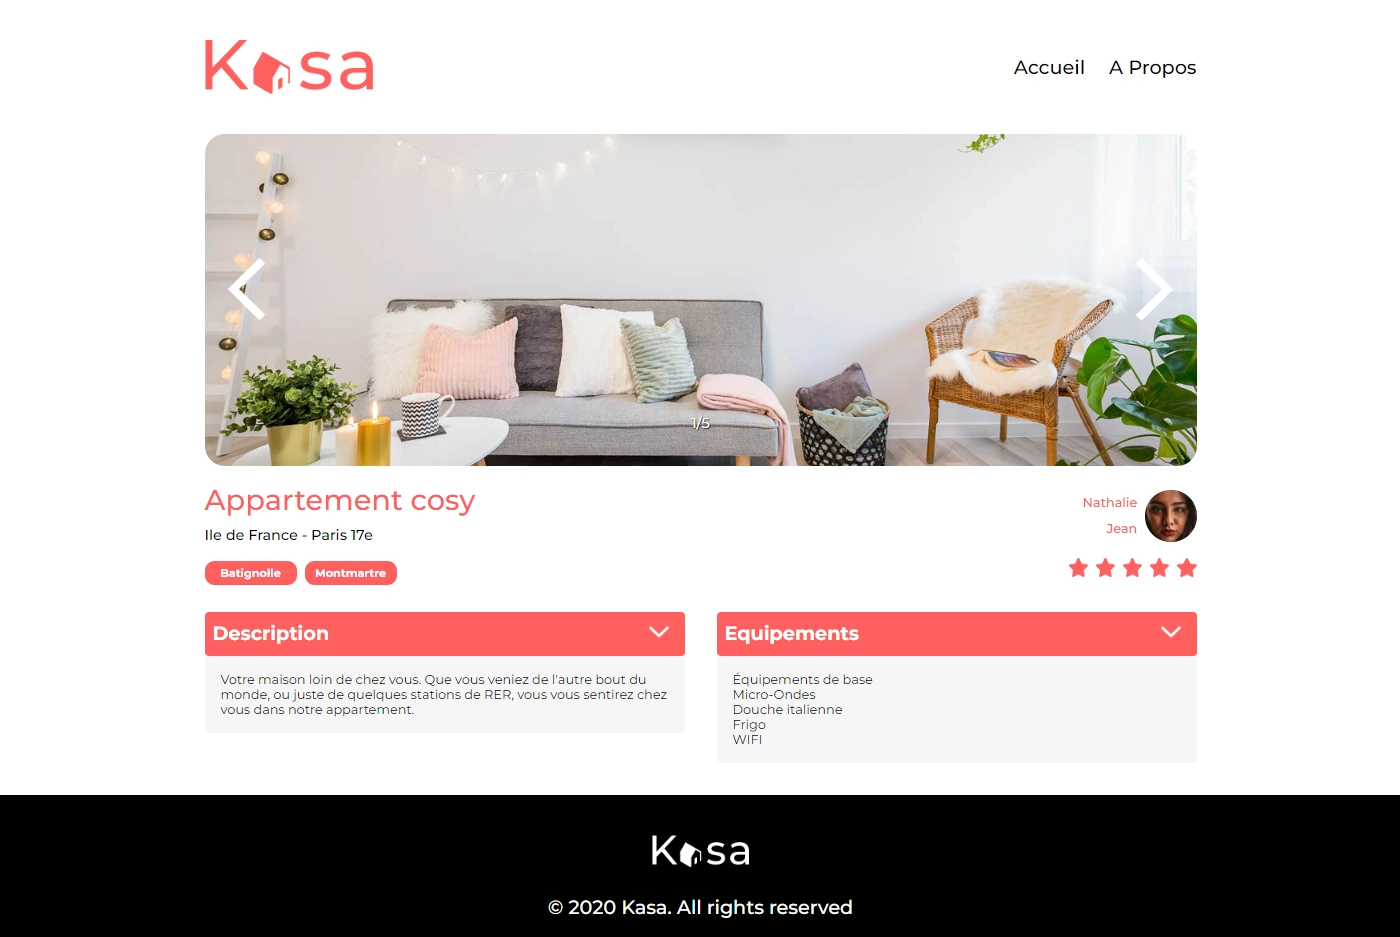 Kasa
Accueil A Propos
1/5
Appartement cosy
Ile de France - Paris 17e
Batignolle Montmartre
Nathalie
Jean
Description
Votre maison loin de chez vous. Que vous veniez de l'autre bout du
monde, ou juste de quelques stations de RER, vous vous sentirez chez
vous dans notre appartement.
Equipements
Équipements de base
Micro-Ondes
Douche italienne
Frigo
WIFI
Kasa
© 2020 Kasa. All rights reserved